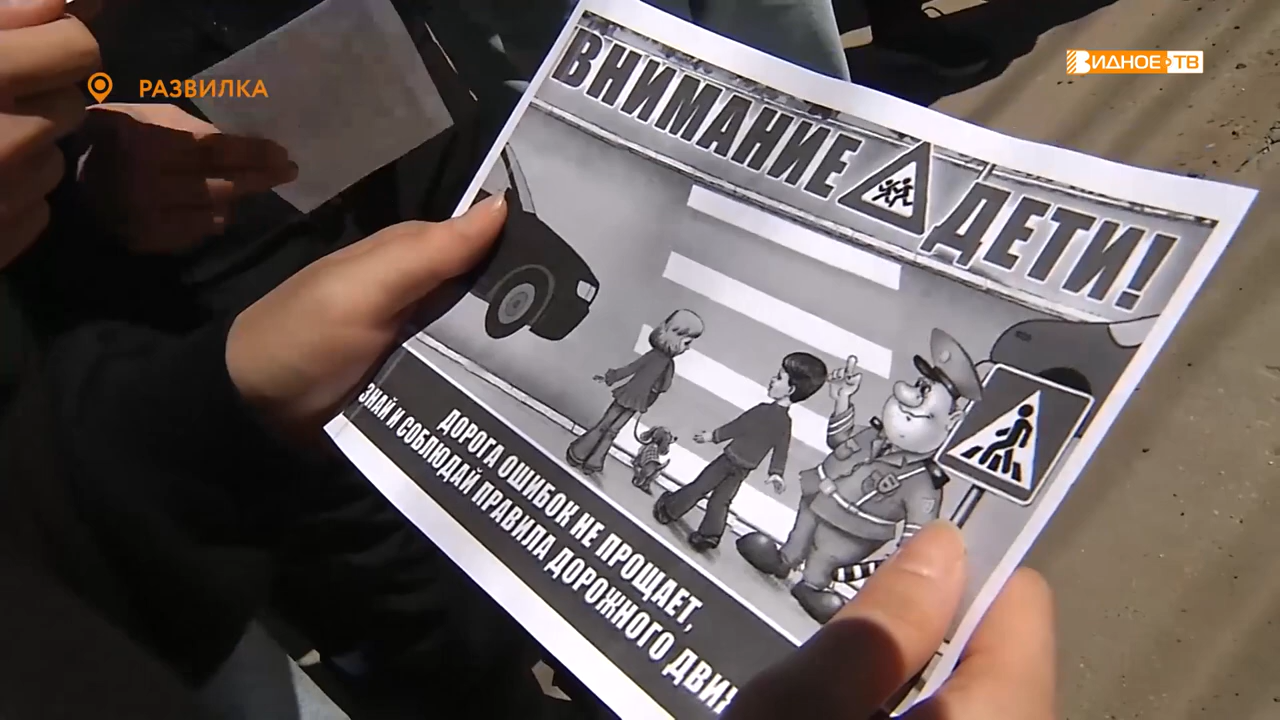 РАЗВИЛКА
ВИДНОЕ ТВ
ВНИМАНИЕ ДЕТИ!
ДОРОГА ОШИБОК НЕ ПРОЩАЕТ,
ЗНАЙ И СОБЛЮДАЙ ПРАВИЛА ДОРОЖНОГО